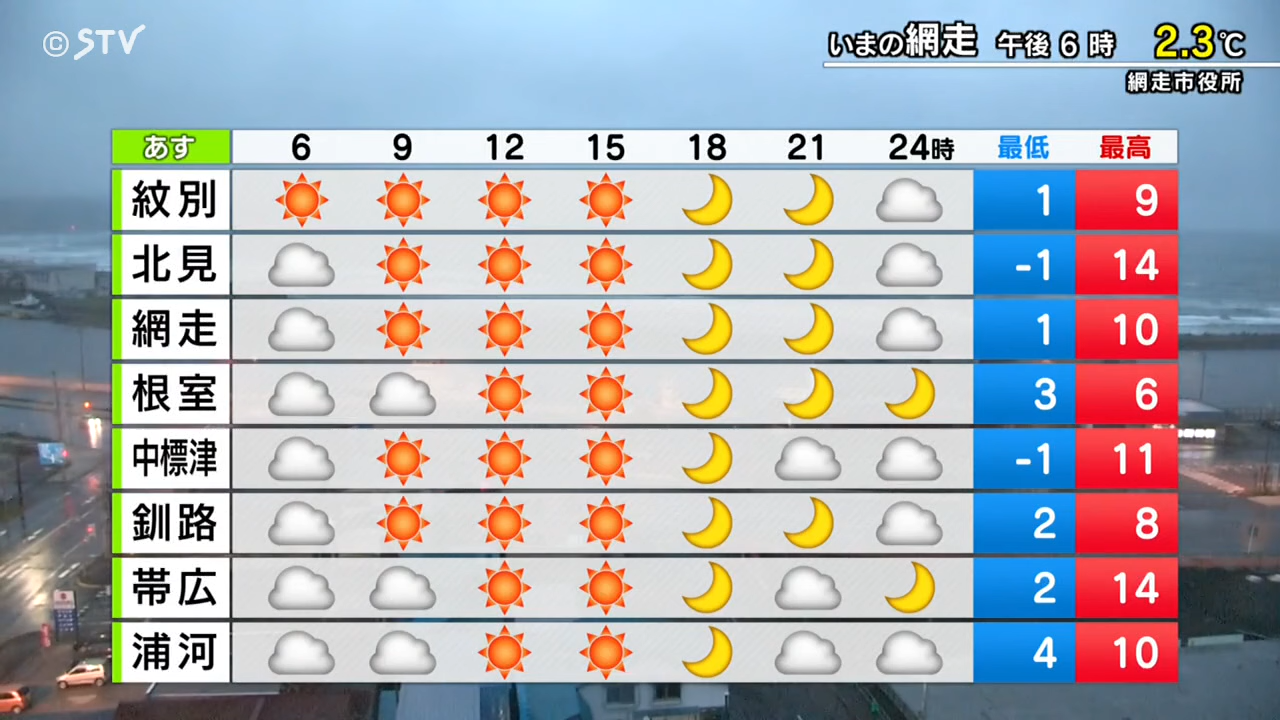 © STV
いまの網走 午後6時 2.3℃
網走市役所
あす 6 9 12 15 18 21 24時 最低 最高
紋別 1 9
北見 -1 14
網走 1 10
根室 3 6
中標津 -1 11
釧路 2 8
帯広 2 14
浦河 4 10